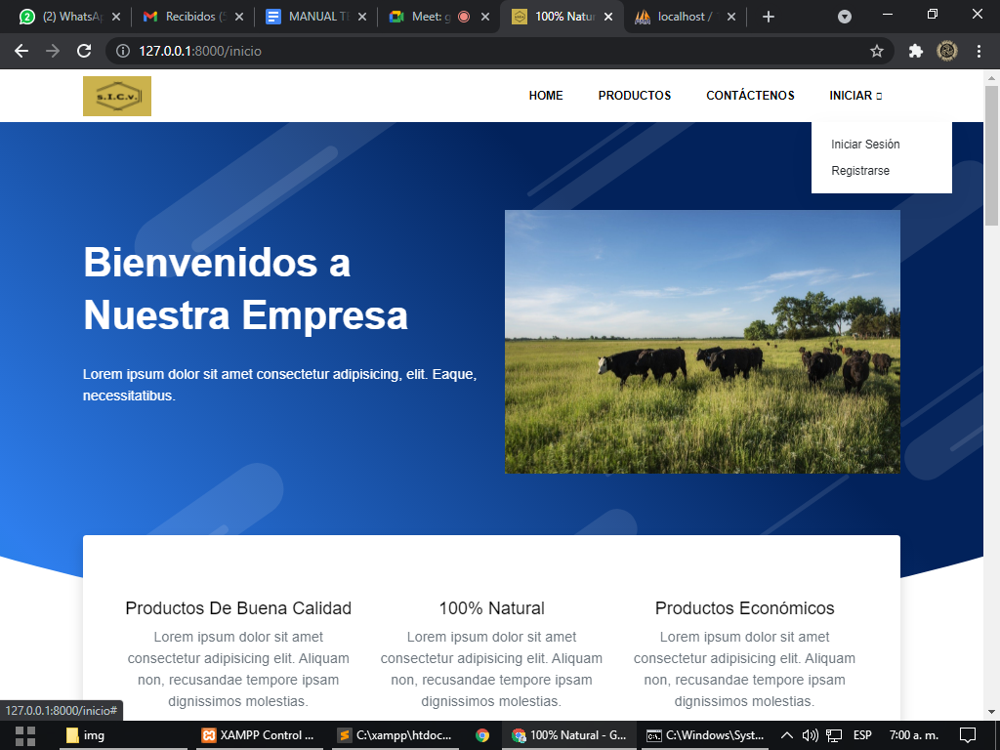 (2) WhatsAp
Recibidos (5
MANUAL TÉ
Meet: g
100% Natur
localhost /
127.0.0.1:8000/inicio
S.I.C.V.
HOME
PRODUCTOS
CONTÁCTENOS
INICIAR
Iniciar Sesión
Registrarse
Bienvenidos a
Nuestra Empresa
Lorem ipsum dolor sit amet consectetur adipisicing, elit. Eaque,
necessitatibus.
Productos De Buena Calidad
Lorem ipsum dolor sit amet
consectetur adipisicing elit. Aliquam
non, recusandae tempore ipsam
dignissimos molestias.
100% Natural
Lorem ipsum dolor sit amet
consectetur adipisicing elit. Aliquam
non, recusandae tempore ipsam
dignissimos molestias.
Productos Económicos
Lorem ipsum dolor sit amet
consectetur adipisicing elit. Aliquam
non, recusandae tempore ipsam
dignissimos molestias.
127.0.0.1:8000/inicio#
img
XAMPP Control ...
C:\xampp\htdoc...
100% Natural - G...
C:\Windows\Syst...
ESP
7:00 a. m.